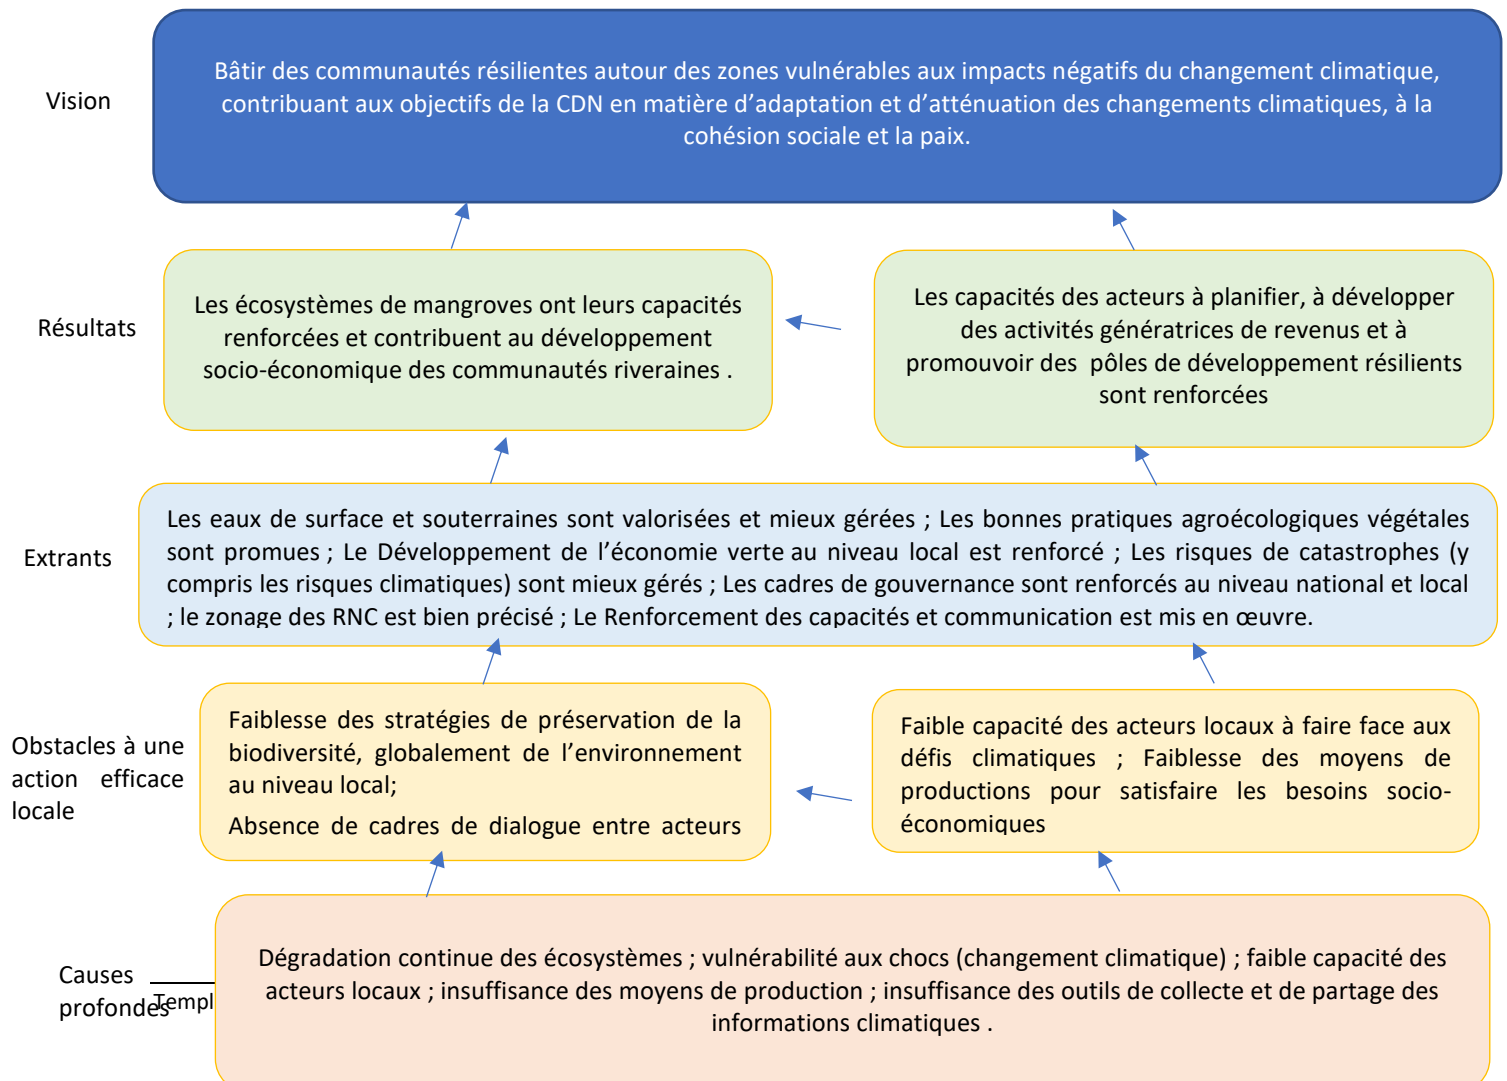 Vision
Bâtir des communautés résilientes autour des zones vulnérables aux impacts négatifs du changement climatique,
contribuant aux objectifs de la CDN en matière d’adaptation et d’atténuation des changements climatiques, à la
cohésion sociale et la paix.
Résultats
Les écosystèmes de mangroves ont leurs capacités
renforcées et contribuent au développement
socio-économique des communautés riveraines .
Les capacités des acteurs à planifier, à développer
des activités génératrices de revenus et à
promouvoir des pôles de développement résilients
sont renforcées
Extrants
Les eaux de surface et souterraines sont valorisées et mieux gérées ; Les bonnes pratiques agroécologiques végétales
sont promues ; Le Développement de l’économie verte au niveau local est renforcé ; Les risques de catastrophes (y
compris les risques climatiques) sont mieux gérés ; Les cadres de gouvernance sont renforcés au niveau national et local
; le zonage des RNC est bien précisé ; Le Renforcement des capacités et communication est mis en œuvre.
Obstacles à une
action efficace
locale
Faiblesse des stratégies de préservation de la
biodiversité, globalement de l’environnement
au niveau local;
Absence de cadres de dialogue entre acteurs
Faible capacité des acteurs locaux à faire face aux
défis climatiques ; Faiblesse des moyens de
productions pour satisfaire les besoins socio-
économiques
Causes
profondes
Templ
Dégradation continue des écosystèmes ; vulnérabilité aux chocs (changement climatique) ; faible capacité des
acteurs locaux ; insuffisance des moyens de production ; insuffisance des outils de collecte et de partage des
informations climatiques .